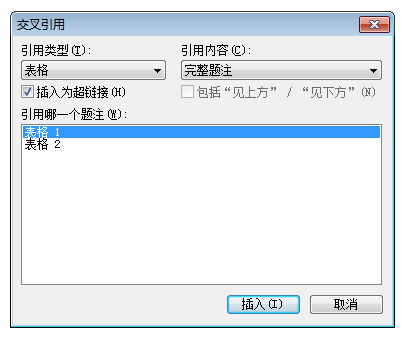 交叉引用
引用类型(T):
引用内容(C):
表格
完整题注
插入为超链接(H)
包括“见上方” / “见下方”(N)
引用哪一个题注(W):
表格 1
表格 2
插入(I)
取消